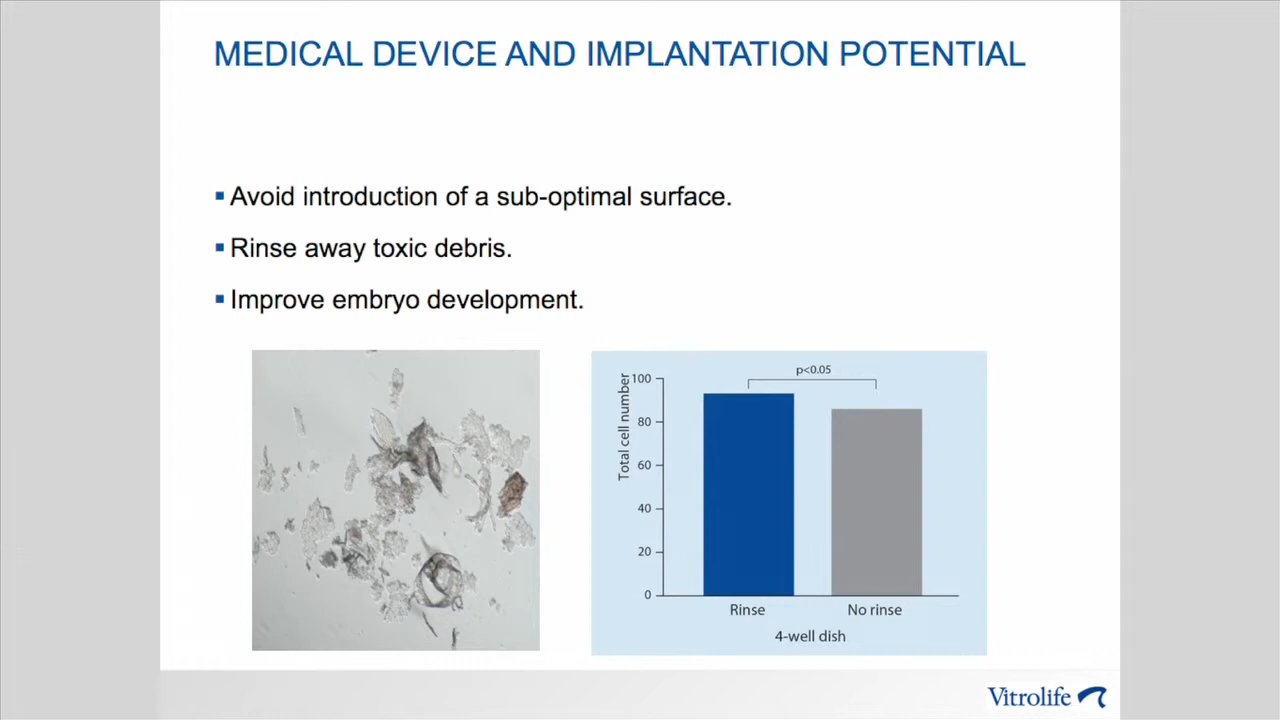 MEDICAL DEVICE AND IMPLANTATION POTENTIAL
▪ Avoid introduction of a sub-optimal surface.
▪ Rinse away toxic debris.
▪ Improve embryo development.
p<0.05
Total cell number
100
80
60
40
20
0
Rinse No rinse
4-well dish
Vitrolife